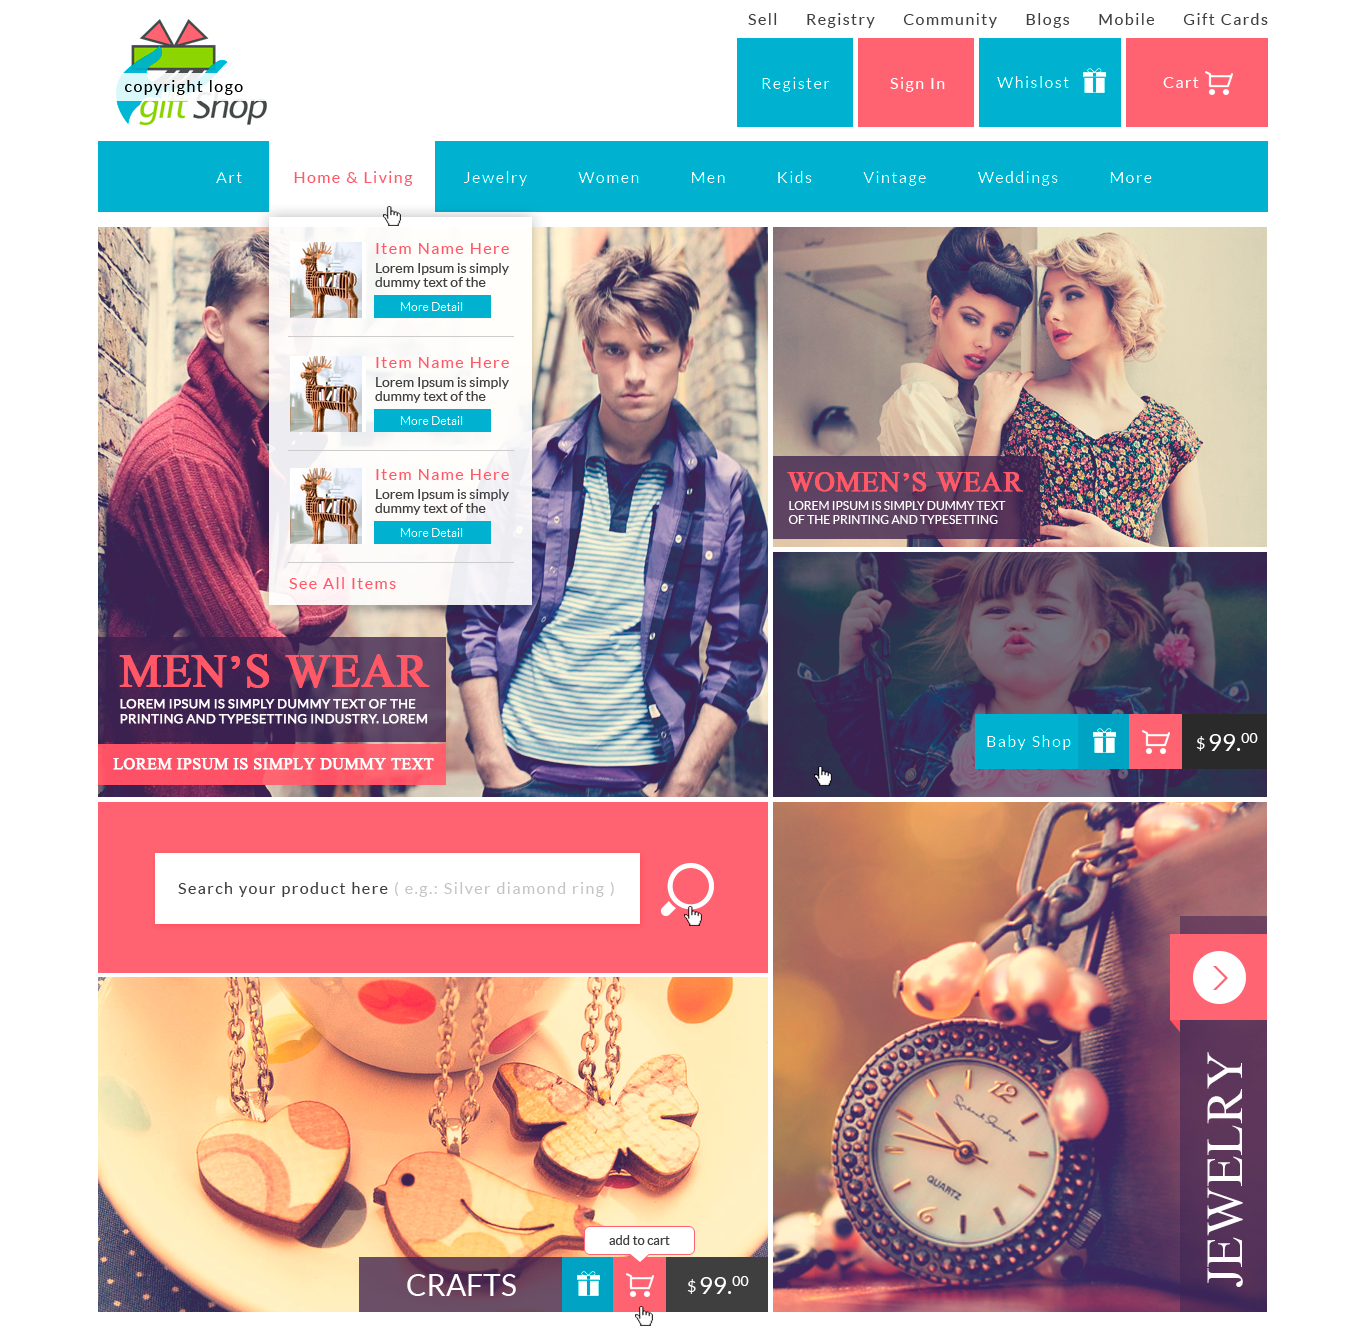 Sell Registry Community Blogs Mobile Gift Cards
copyright logo
gift Shop
Register Sign In Whislost Cart
Art Home & Living Jewelry Women Men Kids Vintage Weddings More
Item Name Here
Lorem Ipsum is simply
dummy text of the
More Detail
Item Name Here
Lorem Ipsum is simply
dummy text of the
More Detail
Item Name Here
Lorem Ipsum is simply
dummy text of the
More Detail
See All Items
MEN'S WEAR
LOREM IPSUM IS SIMPLY DUMMY TEXT OF THE
PRINTING AND TYPESETTING INDUSTRY. LOREM
LOREM IPSUM IS SIMPLY DUMMY TEXT
WOMEN'S WEAR
LOREM IPSUM IS SIMPLY DUMMY TEXT
OF THE PRINTING AND TYPESETTING
Baby Shop $99.00
Search your product here ( e.g.: Silver diamond ring )
12
QUARTZ
6
JEWELRY
add to cart
CRAFTS $99.00